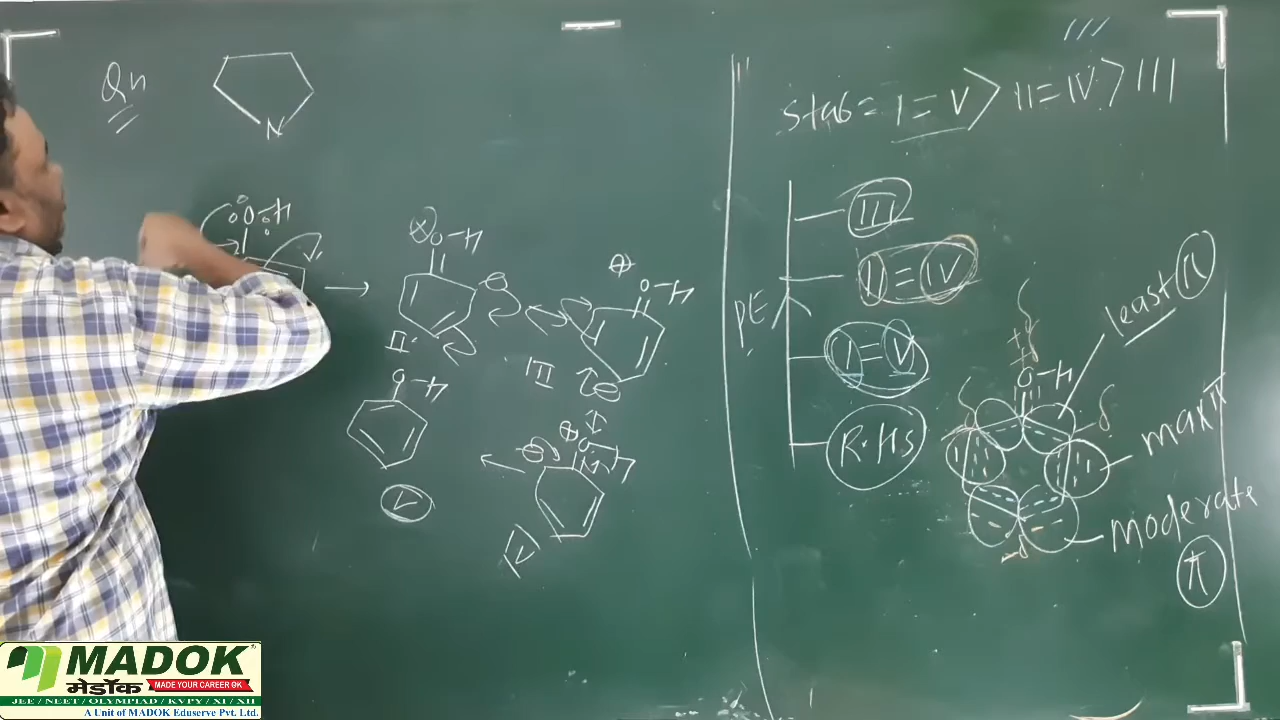 Qn
N
O-H
⊕
O-H
⊖
II
⊕
O-H
III
⊖
O-H
V
⊕
⊖
IV
stab = I = V > II = IV > III
PE
III
II = IV
I = V
R.Hs
+δ
O-H
δ
-δ
least π
max π
moderate
π
MADOK
मेडॉक MADE YOUR CAREER OK
JEE / NEET / OLYMPIAD / KVPY / XI / XII
A Unit of MADOK Eduserve Pvt. Ltd.